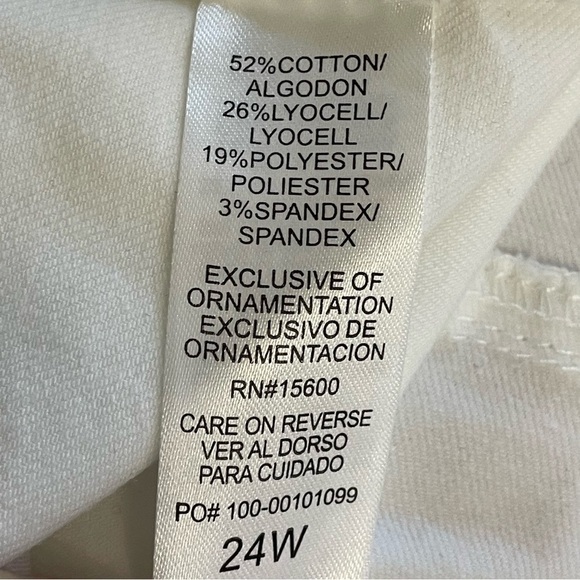 52%COTTON/
ALGODON
26%LYOCELL/
LYOCELL
19%POLYESTER/
POLIESTER
3%SPANDEX/
SPANDEX
EXCLUSIVE OF
ORNAMENTATION
EXCLUSIVO DE
ORNAMENTACION
RN#15600
CARE ON REVERSE
VER AL DORSO
PARA CUIDADO
PO# 100-00101099
24W